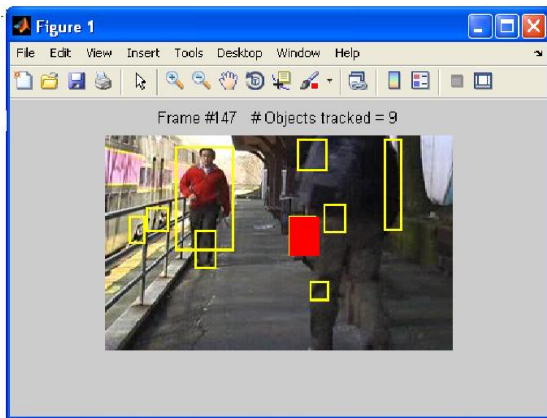 Figure 1
File Edit View Insert Tools Desktop Window Help
Frame #147 # Objects tracked = 9